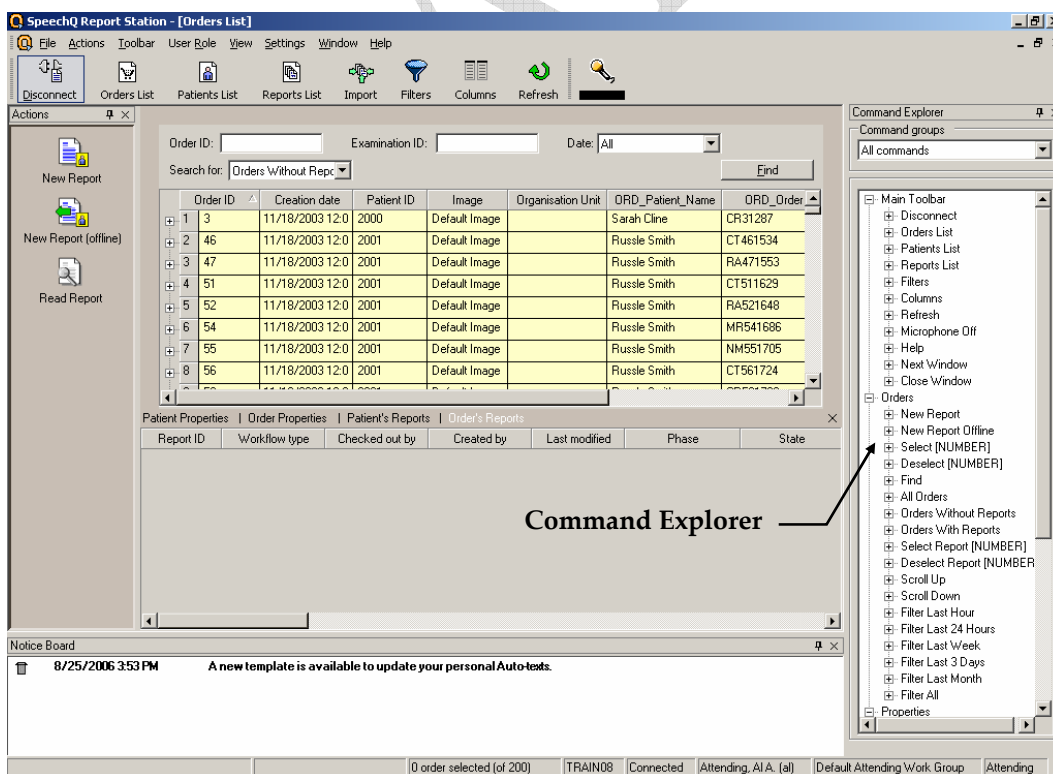 SpeechQ Report Station - [Orders List]
File Actions Toolbar User Role View Settings Window Help
Disconnect Orders List Patients List Reports List Import Filters Columns Refresh
Actions
New Report
New Report (offline)
Read Report
Order ID: Examination ID: Date: All
Search for: Orders Without Repc Find
Order ID Creation date Patient ID Image Organisation Unit ORD_Patient_Name ORD_Order
1 3 11/18/2003 12:0 2000 Default Image Sarah Cline CR31287
2 46 11/18/2003 12:0 2001 Default Image Russle Smith CT461534
3 47 11/18/2003 12:0 2001 Default Image Russle Smith RA471553
4 51 11/18/2003 12:0 2001 Default Image Russle Smith CT511629
5 52 11/18/2003 12:0 2001 Default Image Russle Smith RA521648
6 54 11/18/2003 12:0 2001 Default Image Russle Smith MR541686
7 55 11/18/2003 12:0 2001 Default Image Russle Smith NM551705
8 56 11/18/2003 12:0 2001 Default Image Russle Smith CT561724
Patient Properties | Order Properties | Patient's Reports | Order's Reports
Report ID Workflow type Checked out by Created by Last modified Phase State
Command Explorer
Command Explorer
Command groups
All commands
Main Toolbar
Disconnect
Orders List
Patients List
Reports List
Filters
Columns
Refresh
Microphone Off
Help
Next Window
Close Window
Orders
New Report
New Report Offline
Select [NUMBER]
Deselect [NUMBER]
Find
All Orders
Orders Without Reports
Orders With Reports
Select Report [NUMBER]
Deselect Report [NUMBER
Scroll Up
Scroll Down
Filter Last Hour
Filter Last 24 Hours
Filter Last Week
Filter Last 3 Days
Filter Last Month
Filter All
Properties
Notice Board
8/25/2006 3:53 PM A new template is available to update your personal Auto-texts.
0 order selected (of 200) TRAIN08 Connected Attending, Al A. (al) Default Attending Work Group Attending